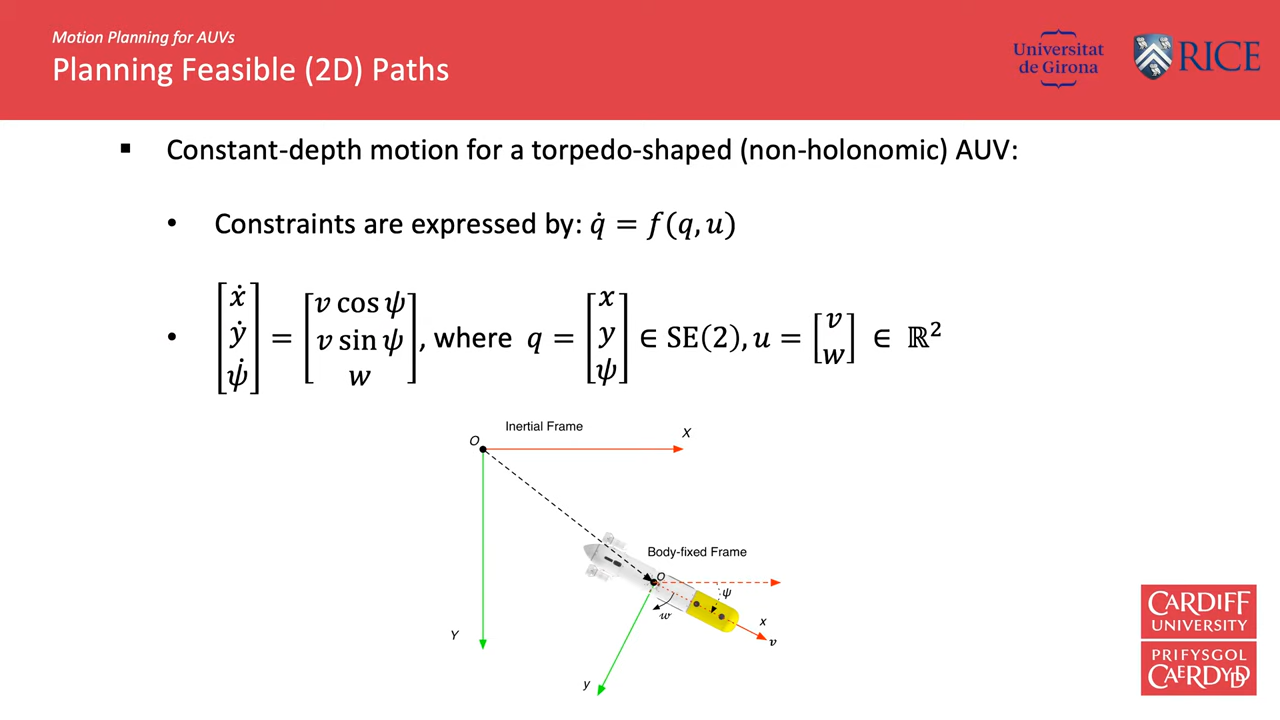 Motion Planning for AUVs
Planning Feasible (2D) Paths
Universitat
de Girona
RICE
▪ Constant-depth motion for a torpedo-shaped (non-holonomic) AUV:
• Constraints are expressed by: q̇ = f(q, u)
• [ẋ ẏ ψ̇] = [v cos ψ v sin ψ w], where q = [x y ψ] ∈ SE(2), u = [v w] ∈ ℝ²
Inertial Frame
O
X
Body-fixed Frame
O
ψ
w
x
v
Y
y
CARDIFF
UNIVERSITY
PRIFYSGOL
CAERDYDD